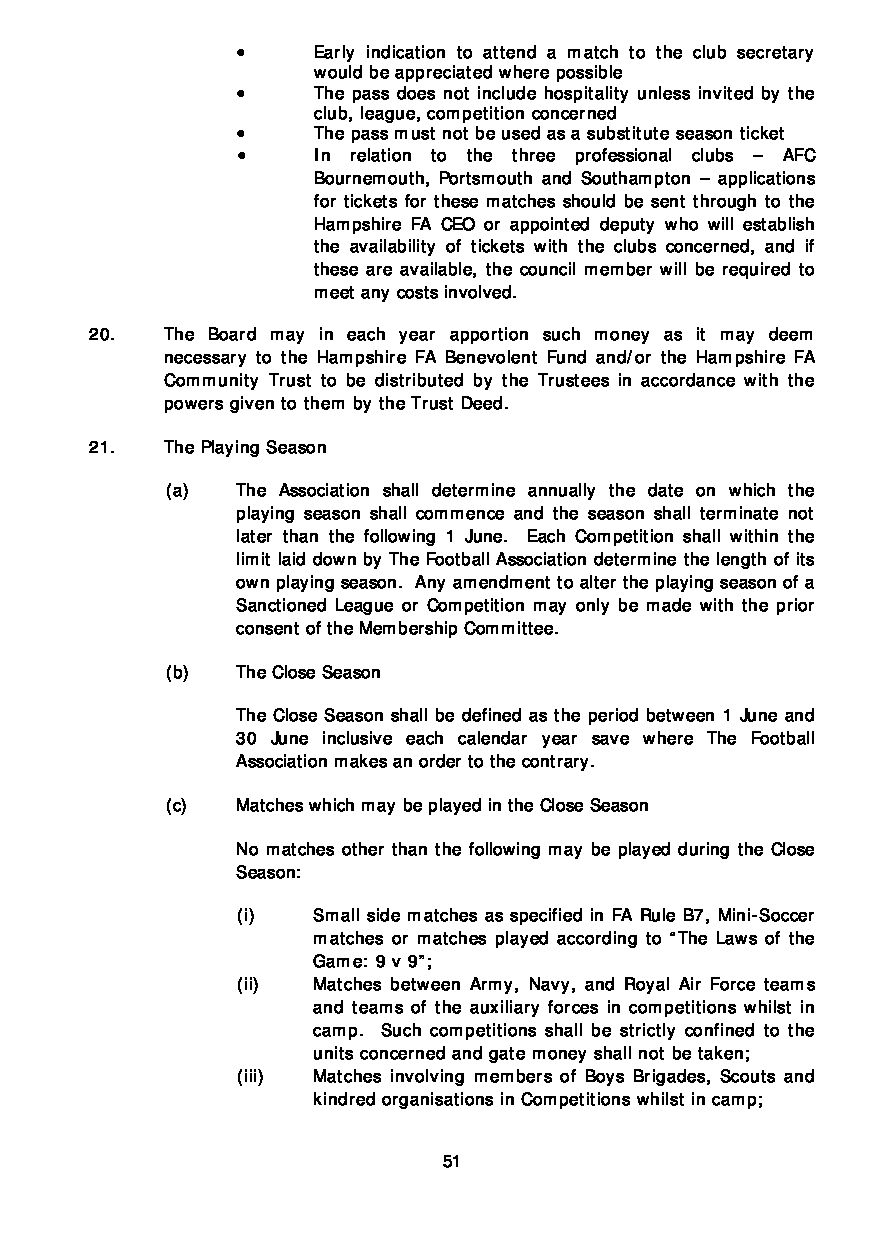 • Early indication to attend a match to the club secretary
would be appreciated where possible
• The pass does not include hospitality unless invited by the
club, league, competition concerned
• The pass must not be used as a substitute season ticket
• In relation to the three professional clubs – AFC
Bournemouth, Portsmouth and Southampton – applications
for tickets for these matches should be sent through to the
Hampshire FA CEO or appointed deputy who will establish
the availability of tickets with the clubs concerned, and if
these are available, the council member will be required to
meet any costs involved.
20. The Board may in each year apportion such money as it may deem
necessary to the Hampshire FA Benevolent Fund and/or the Hampshire FA
Community Trust to be distributed by the Trustees in accordance with the
powers given to them by the Trust Deed.
21. The Playing Season
(a) The Association shall determine annually the date on which the
playing season shall commence and the season shall terminate not
later than the following 1 June. Each Competition shall within the
limit laid down by The Football Association determine the length of its
own playing season. Any amendment to alter the playing season of a
Sanctioned League or Competition may only be made with the prior
consent of the Membership Committee.
(b) The Close Season
The Close Season shall be defined as the period between 1 June and
30 June inclusive each calendar year save where The Football
Association makes an order to the contrary.
(c) Matches which may be played in the Close Season
No matches other than the following may be played during the Close
Season:
(i) Small side matches as specified in FA Rule B7, Mini-Soccer
matches or matches played according to “The Laws of the
Game: 9 v 9”;
(ii) Matches between Army, Navy, and Royal Air Force teams
and teams of the auxiliary forces in competitions whilst in
camp. Such competitions shall be strictly confined to the
units concerned and gate money shall not be taken;
(iii) Matches involving members of Boys Brigades, Scouts and
kindred organisations in Competitions whilst in camp;
51